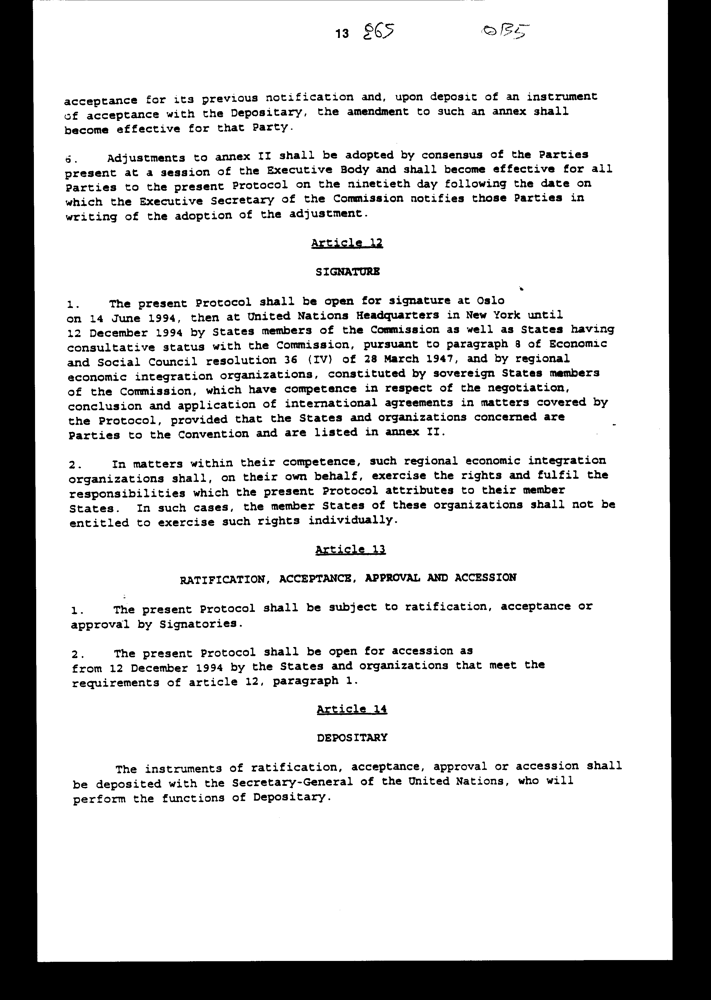 13 865 OB5
acceptance for its previous notification and, upon deposit of an instrument
of acceptance with the Depositary, the amendment to such an annex shall
become effective for that Party.
6. Adjustments to annex II shall be adopted by consensus of the Parties
present at a session of the Executive Body and shall become effective for all
Parties to the present Protocol on the ninetieth day following the date on
which the Executive Secretary of the Commission notifies those Parties in
writing of the adoption of the adjustment.
Article 12
SIGNATURE
1. The present Protocol shall be open for signature at Oslo
on 14 June 1994, then at United Nations Headquarters in New York until
12 December 1994 by States members of the Commission as well as States having
consultative status with the Commission, pursuant to paragraph 8 of Economic
and Social Council resolution 36 (IV) of 28 March 1947, and by regional
economic integration organizations, constituted by sovereign States members
of the Commission, which have competence in respect of the negotiation,
conclusion and application of international agreements in matters covered by
the Protocol, provided that the States and organizations concerned are
Parties to the Convention and are listed in annex II.
2. In matters within their competence, such regional economic integration
organizations shall, on their own behalf, exercise the rights and fulfil the
responsibilities which the present Protocol attributes to their member
States. In such cases, the member States of these organizations shall not be
entitled to exercise such rights individually.
Article 13
RATIFICATION, ACCEPTANCE, APPROVAL AND ACCESSION
1. The present Protocol shall be subject to ratification, acceptance or
approval by Signatories.
2. The present Protocol shall be open for accession as
from 12 December 1994 by the States and organizations that meet the
requirements of article 12, paragraph 1.
Article 14
DEPOSITARY
The instruments of ratification, acceptance, approval or accession shall
be deposited with the Secretary-General of the United Nations, who will
perform the functions of Depositary.